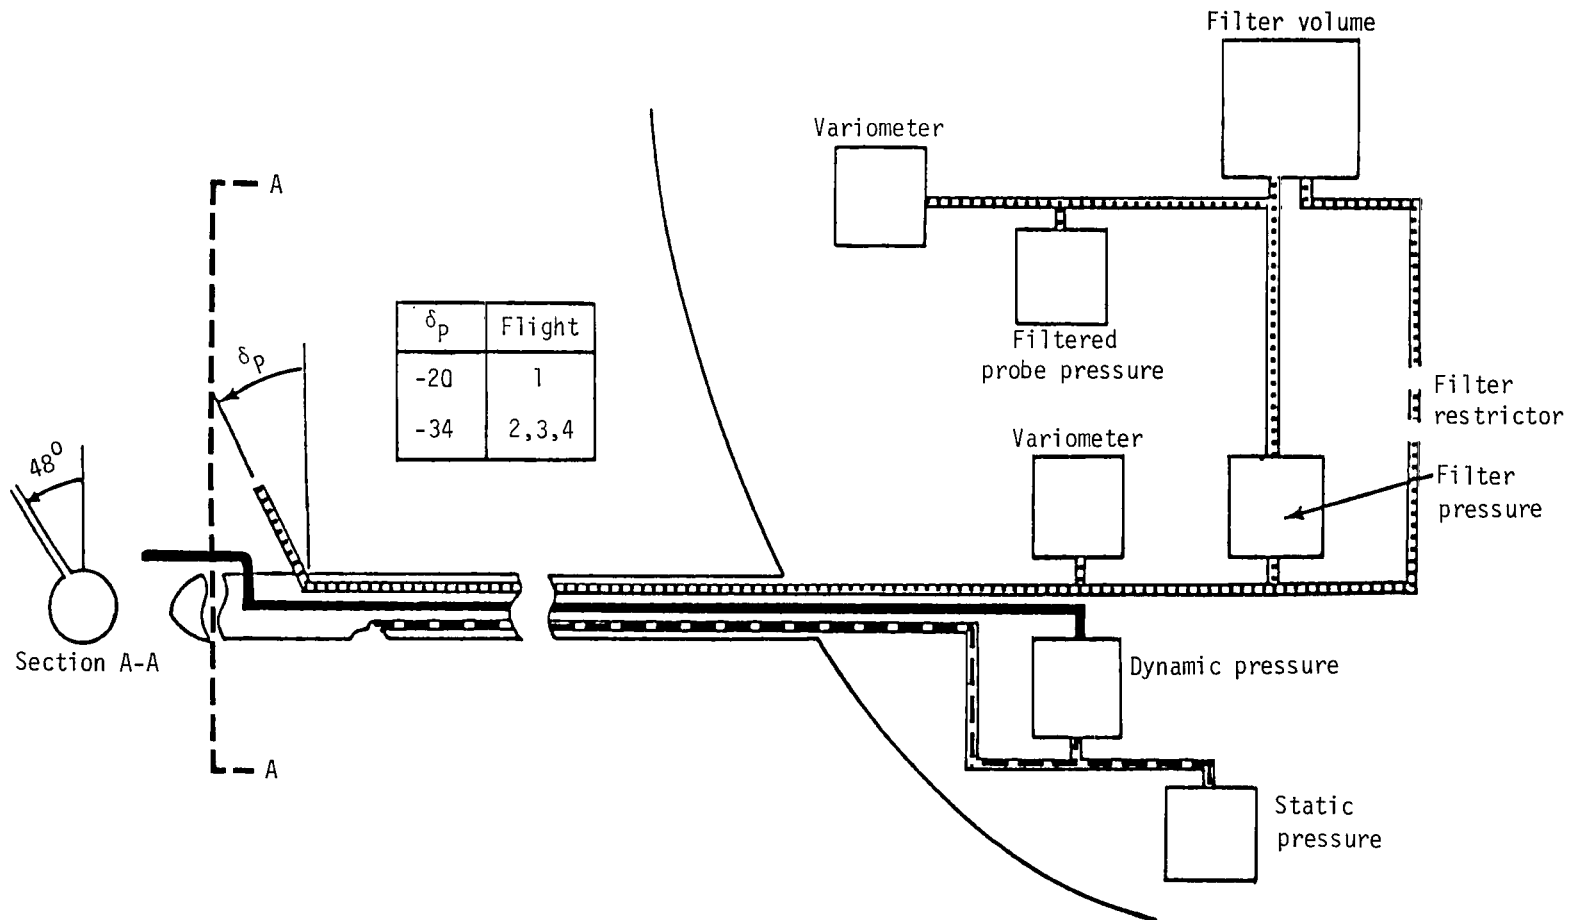 Filter volume
Variometer
A
Filtered
probe pressure
δp Flight
-20 1
-34 2,3,4
δp
Filter
restrictor
Variometer
48⁰
Filter
pressure
Section A-A
Dynamic pressure
A
Static
pressure